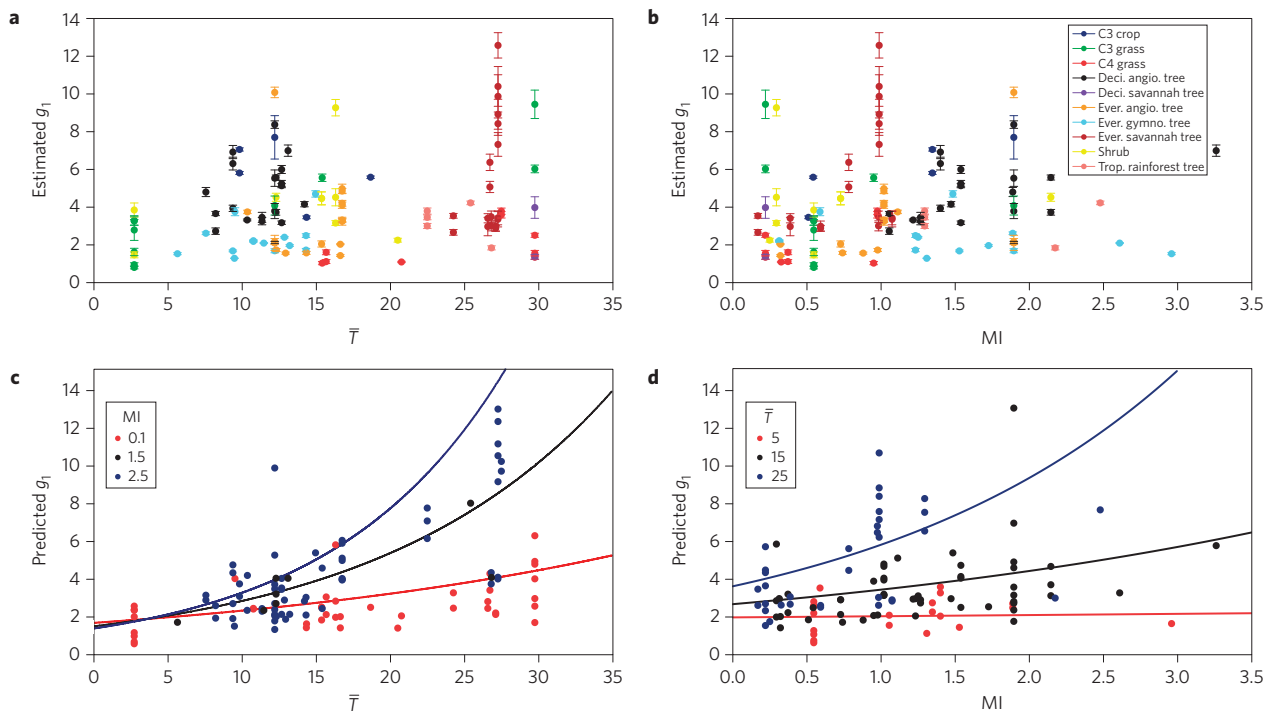 a
14
12
10
8
6
4
2
0
Estimated g1
0 5 10 15 20 25 30 35
T̅
b
14
12
10
8
6
4
2
0
Estimated g1
0.0 0.5 1.0 1.5 2.0 2.5 3.0 3.5
MI
C3 crop
C3 grass
C4 grass
Deci. angio. tree
Deci. savannah tree
Ever. angio. tree
Ever. gymno. tree
Ever. savannah tree
Shrub
Trop. rainforest tree
c
14
12
10
8
6
4
2
0
Predicted g1
MI
0.1
1.5
2.5
0 5 10 15 20 25 30 35
T̅
d
14
12
10
8
6
4
2
0
Predicted g1
T̅
5
15
25
0.0 0.5 1.0 1.5 2.0 2.5 3.0 3.5
MI